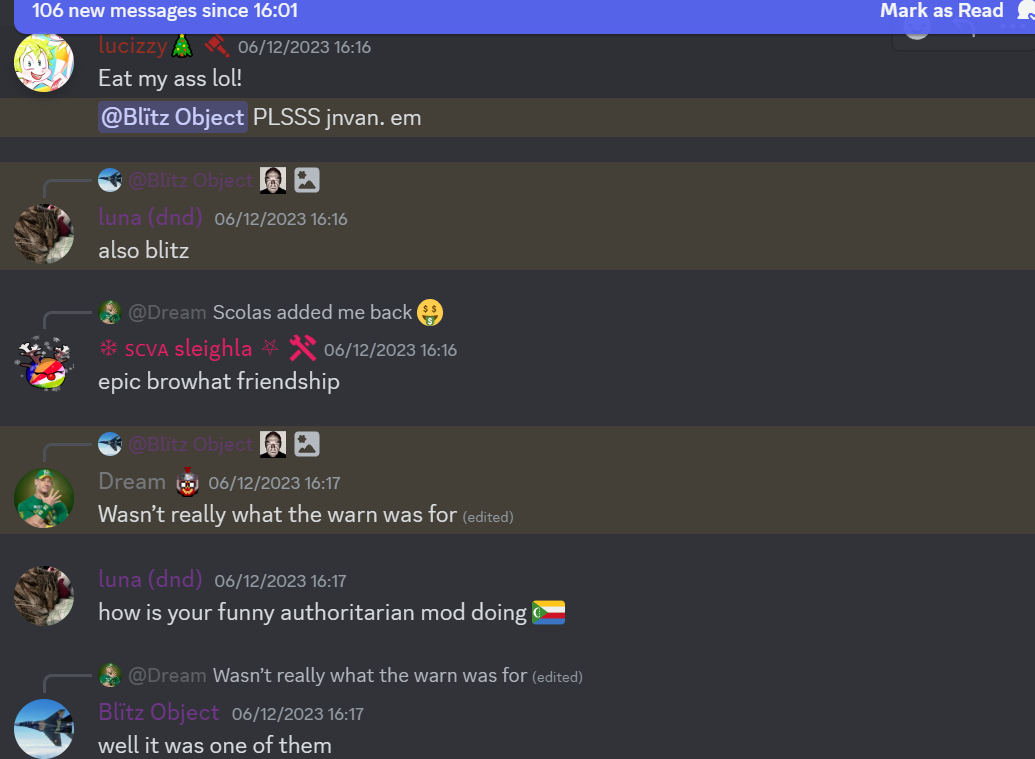 106 new messages since 16:01 Mark as Read
lucizzy 06/12/2023 16:16
Eat my ass lol!
@Blïtz Object PLSSS jnvan. em
@Blïtz Object
luna (dnd) 06/12/2023 16:16
also blitz
@Dream Scolas added me back 🤑
❄ scva sleighla ⛧ 06/12/2023 16:16
epic browhat friendship
@Blïtz Object
Dream 06/12/2023 16:17
Wasn't really what the warn was for (edited)
luna (dnd) 06/12/2023 16:17
how is your funny authoritarian mod doing 🇰🇲
@Dream Wasn't really what the warn was for (edited)
Blïtz Object 06/12/2023 16:17
well it was one of them